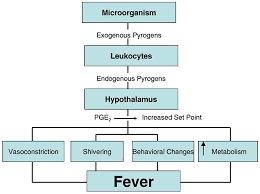 Microorganism
Exogenous Pyrogens
Leukocytes
Endogenous Pyrogens
Hypothalamus
PGE₂ Increased Set Point
Vasoconstriction Shivering Behavioral Changes Metabolism
Fever